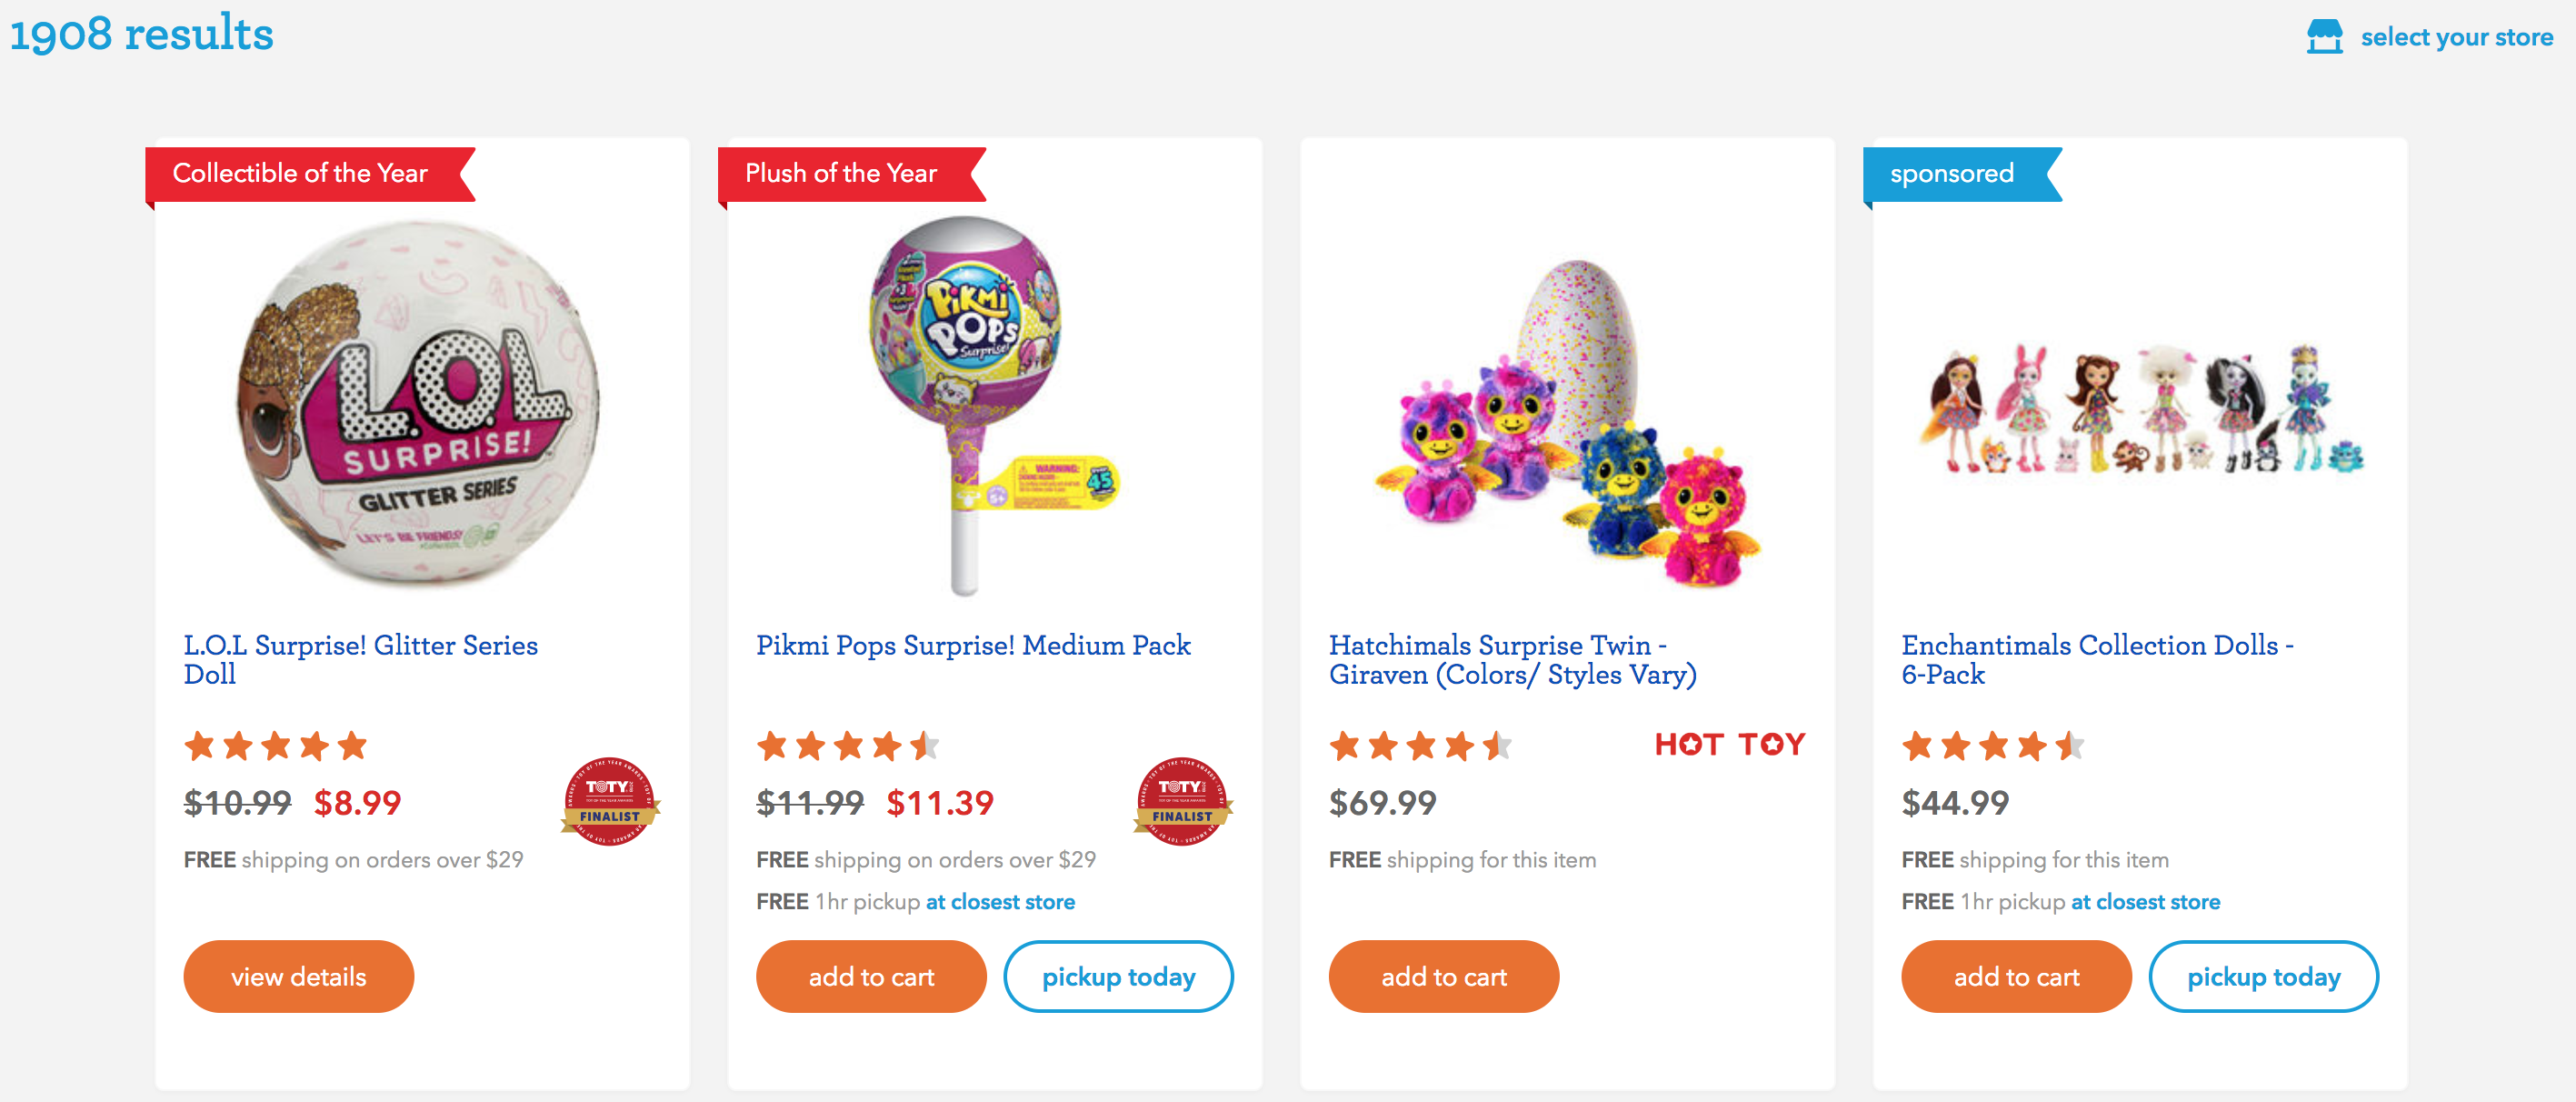 1908 results
select your store
Collectible of the Year
L.O.L.
SURPRISE!
GLITTER SERIES
LET'S BE FRIENDS!
L.O.L Surprise! Glitter Series
Doll
$10.99 $8.99
TOTY
FINALIST
FREE shipping on orders over $29
view details
Plush of the Year
PiKMi
POPS
Surprise!
WARNING:
45
5+
Pikmi Pops Surprise! Medium Pack
$11.99 $11.39
TOTY
FINALIST
FREE shipping on orders over $29
FREE 1hr pickup at closest store
add to cart
pickup today
Hatchimals Surprise Twin -
Giraven (Colors/ Styles Vary)
HOT TOY
$69.99
FREE shipping for this item
add to cart
sponsored
Enchantimals Collection Dolls -
6-Pack
$44.99
FREE shipping for this item
FREE 1hr pickup at closest store
add to cart
pickup today